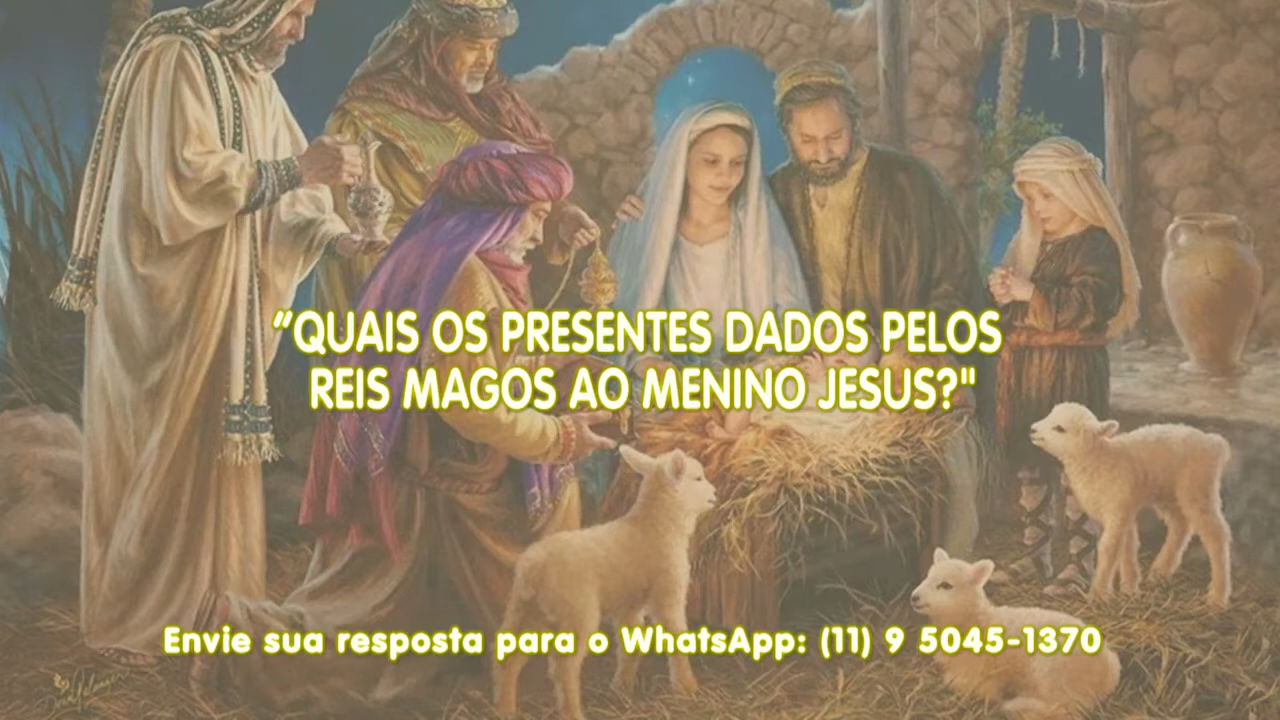 “QUAIS OS PRESENTES DADOS PELOS
REIS MAGOS AO MENINO JESUS?"
Envie sua resposta para o WhatsApp: (11) 9 5045-1370